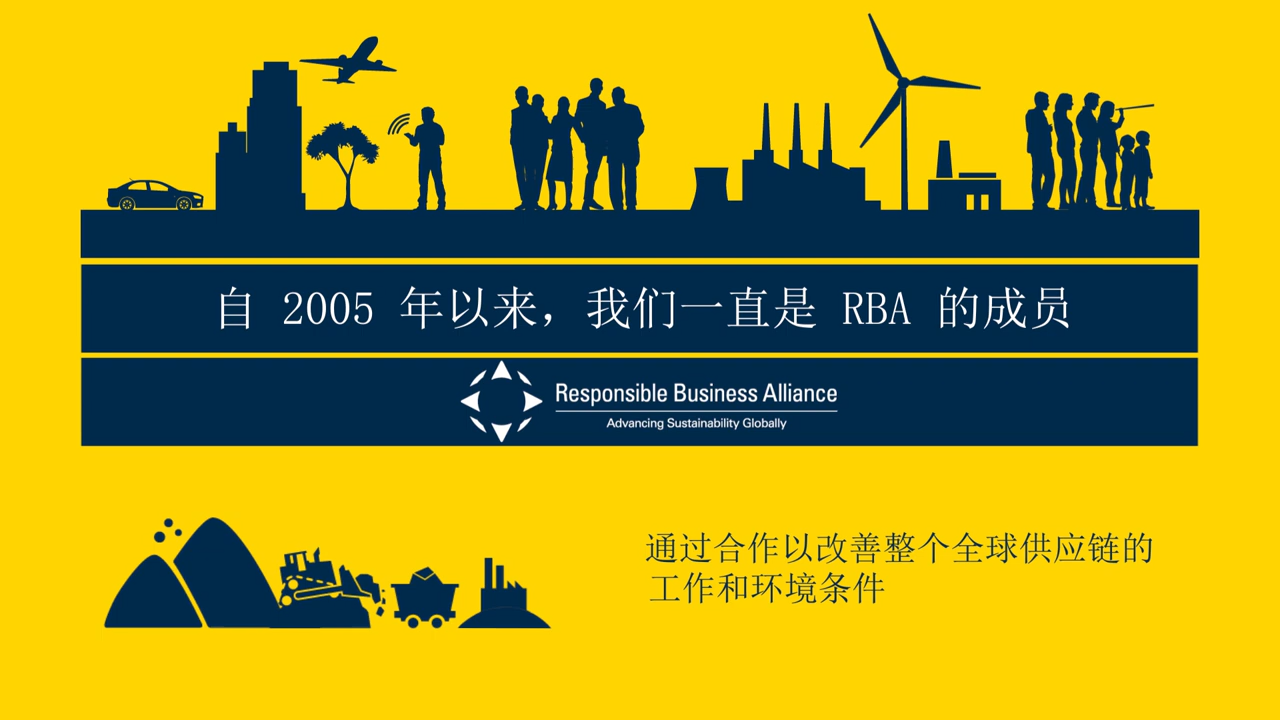 自 2005 年以来，我们一直是 RBA 的成员
Responsible Business Alliance
Advancing Sustainability Globally
通过合作以改善整个全球供应链的
工作和环境条件